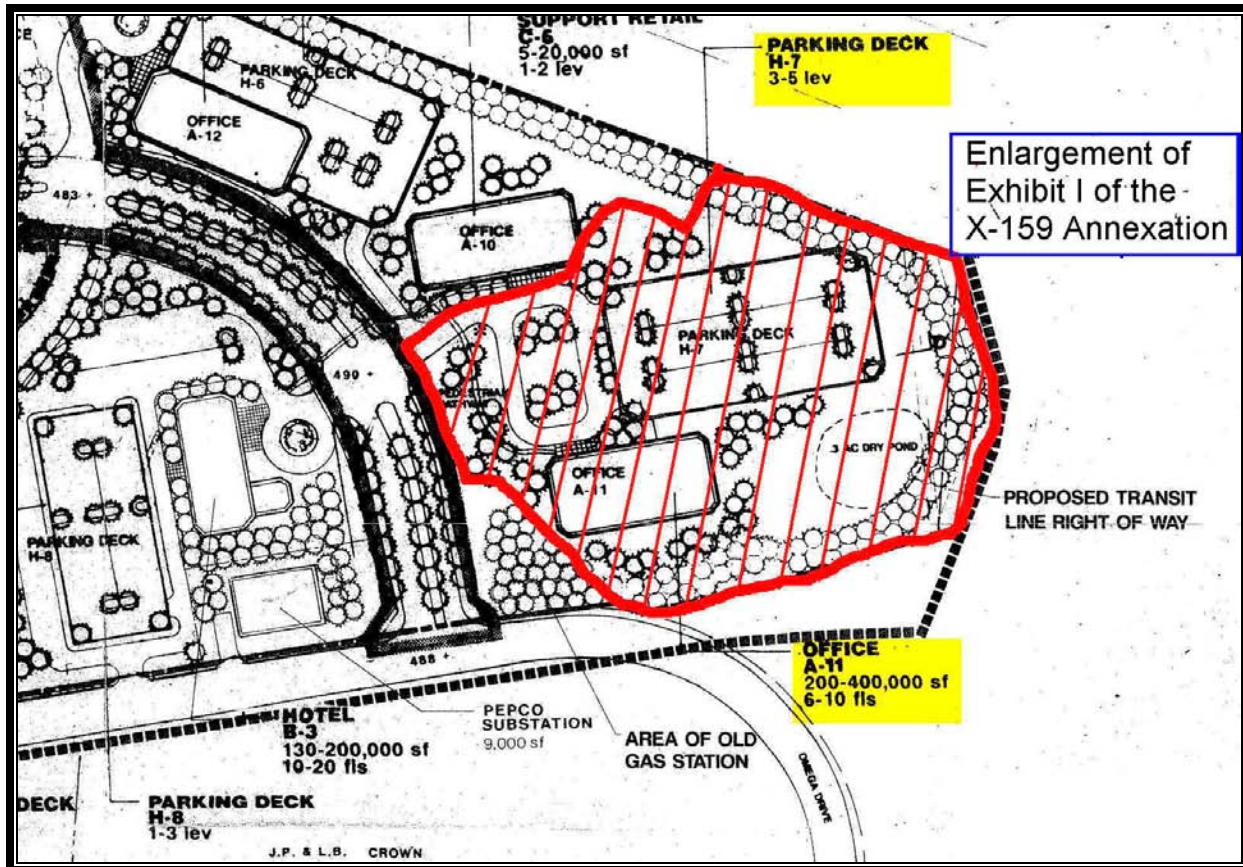 SUPPORT RETAIL
C-6
5-20,000 sf
1-2 lev
PARKING DECK
H-7
3-5 lev
Enlargement of
Exhibit I of the
X-159 Annexation
PARKING DECK
H-6
OFFICE
A-12
483 +
OFFICE
A-10
PARKING DECK
H-7
499 +
PEDESTRIAN
.3 AC DRY POND
OFFICE
A-11
PROPOSED TRANSIT
LINE RIGHT OF WAY
PARKING DECK
H-8
488 +
OFFICE
A-11
200-400,000 sf
6-10 fls
HOTEL
B-3
130-200,000 sf
10-20 fls
PEPCO
SUBSTATION
9,000 sf
AREA OF OLD
GAS STATION
OMEGA DRIVE
DECK
PARKING DECK
H-8
1-3 lev
J.P. & L.B. CROWN